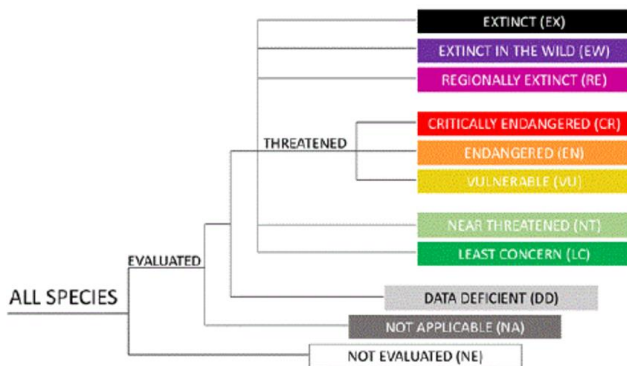 EXTINCT (EX)
EXTINCT IN THE WILD (EW)
REGIONALLY EXTINCT (RE)
CRITICALLY ENDANGERED (CR)
THREATENED
ENDANGERED (EN)
VULNERABLE (VU)
NEAR THREATENED (NT)
LEAST CONCERN (LC)
EVALUATED
ALL SPECIES
DATA DEFICIENT (DD)
NOT APPLICABLE (NA)
NOT EVALUATED (NE)